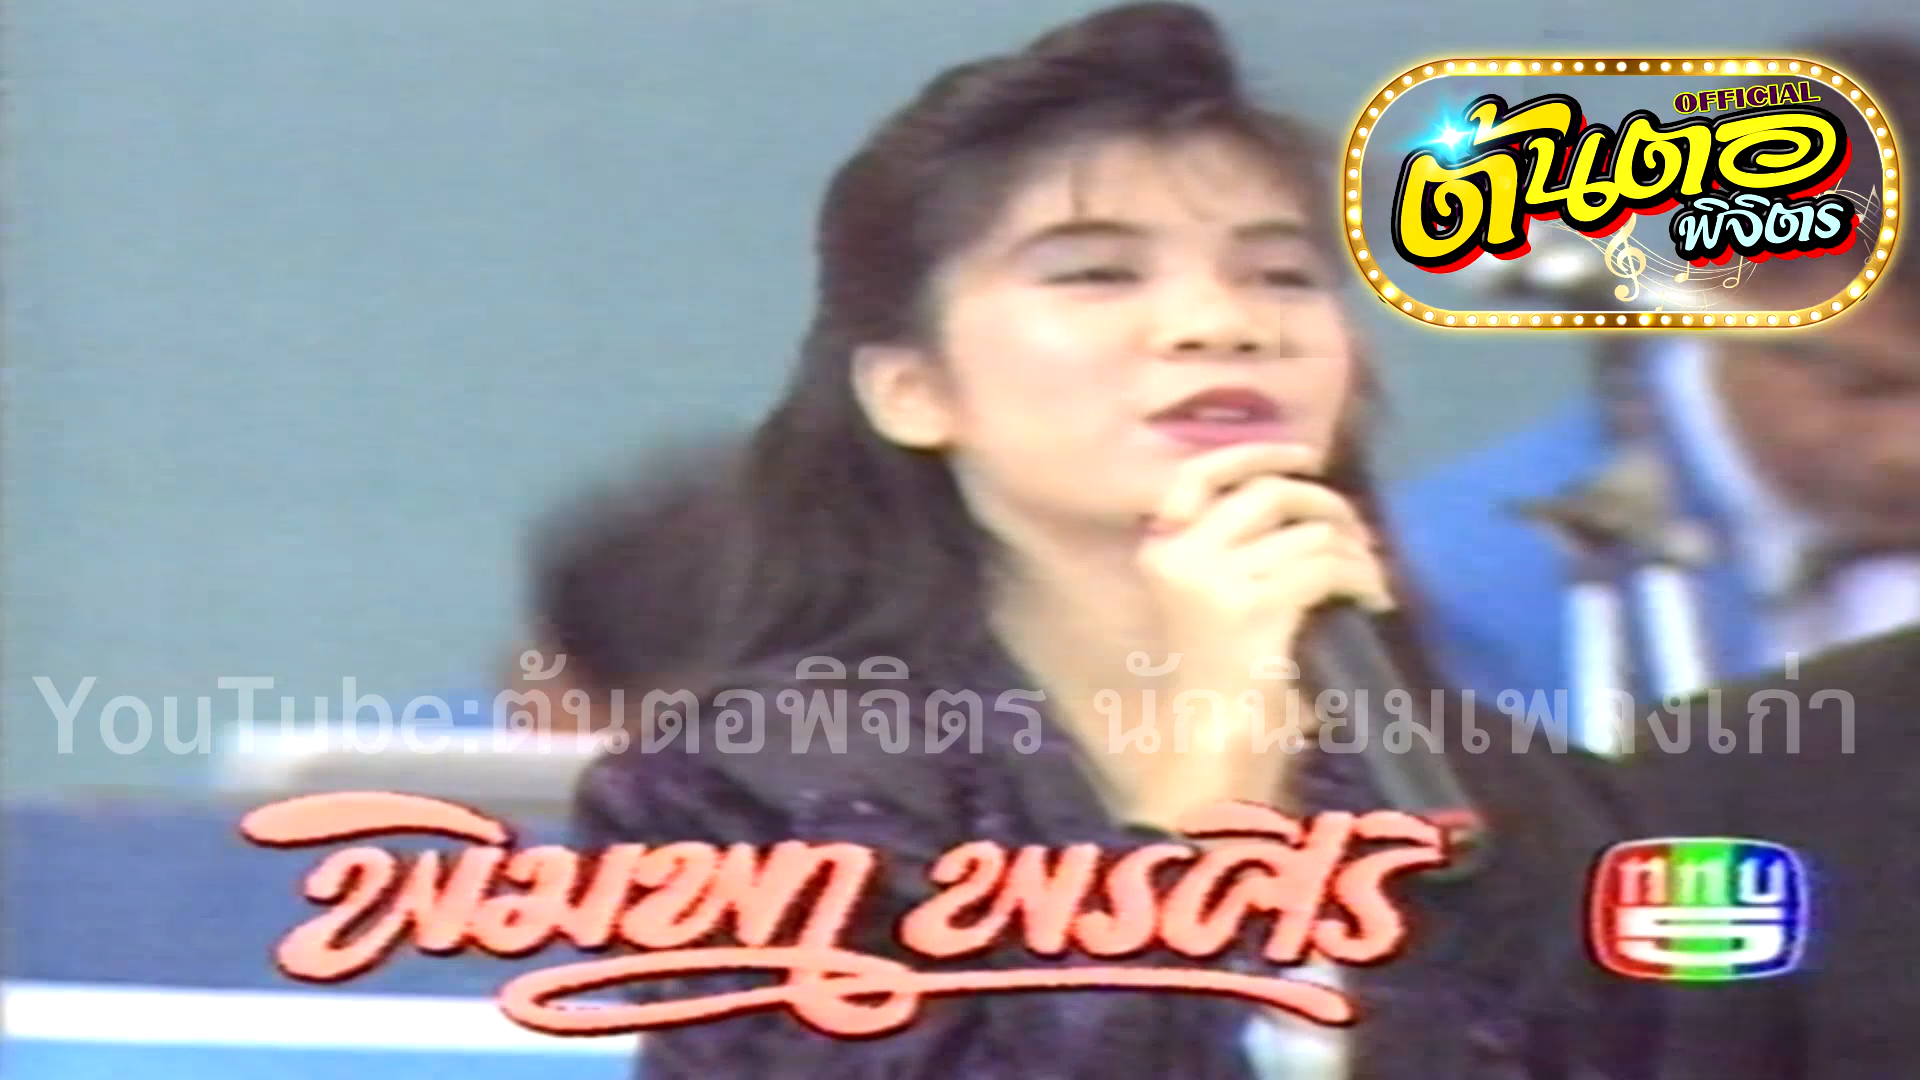 OFFICIAL
ต้นตอ
พิจิตร
YouTube:ต้นตอพิจิตร นักนิยมเพลงเก่า
พิมพา พรศิริ
ททบ
5